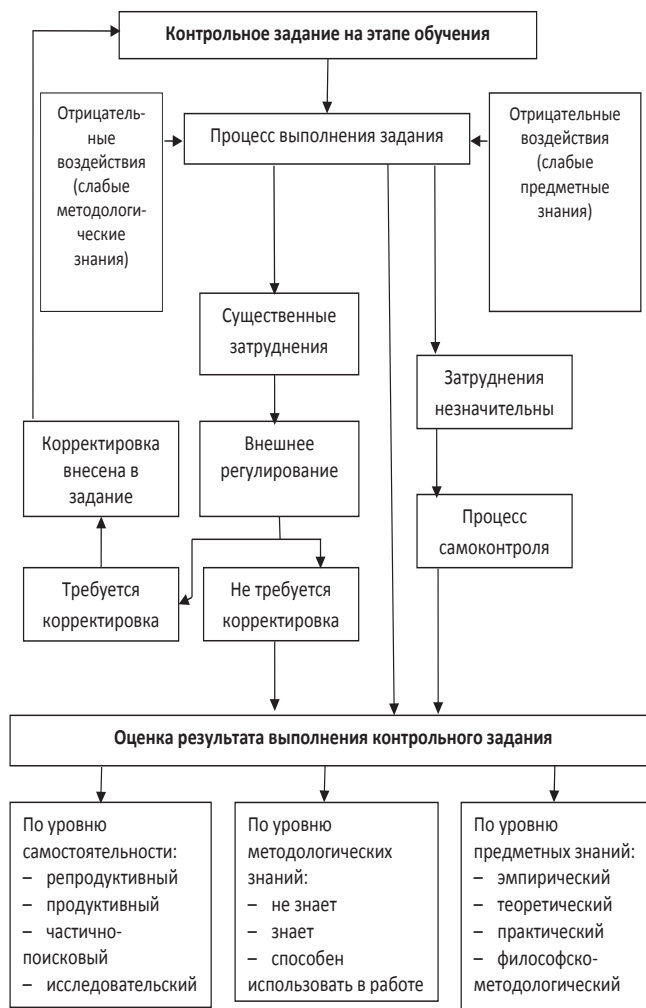 Контрольное задание на этапе обучения
Отрицатель-
ные
воздействия
(слабые
методологи-
ческие
знания)
Процесс выполнения задания
Отрицательные
воздействия
(слабые
предметные
знания)
Существенные
затруднения
Затруднения
незначительны
Корректировка
внесена в
задание
Внешнее
регулирование
Процесс
самоконтроля
Требуется
корректировка
Не требуется
корректировка
Оценка результата выполнения контрольного задания
По уровню
самостоятельности:
– репродуктивный
– продуктивный
– частично-
поисковый
– исследовательский
По уровню
методологических
знаний:
– не знает
– знает
– способен
использовать в работе
По уровню
предметных знаний:
– эмпирический
– теоретический
– практический
– философско-
методологический